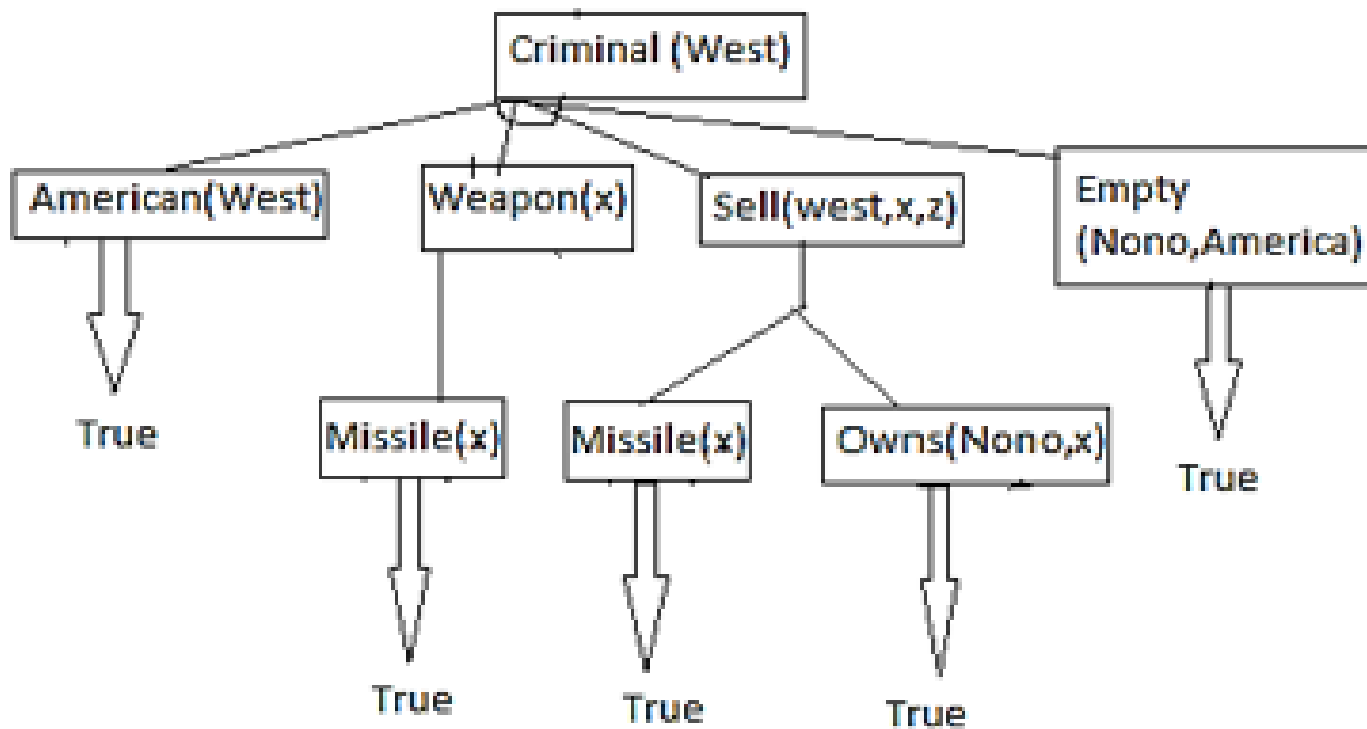 Criminal (West)
American(West)
Weapon(x)
Sell(west,x,z)
Empty
(Nono,America)
True
Missile(x)
Missile(x)
Owns(Nono,x)
True
True
True
True